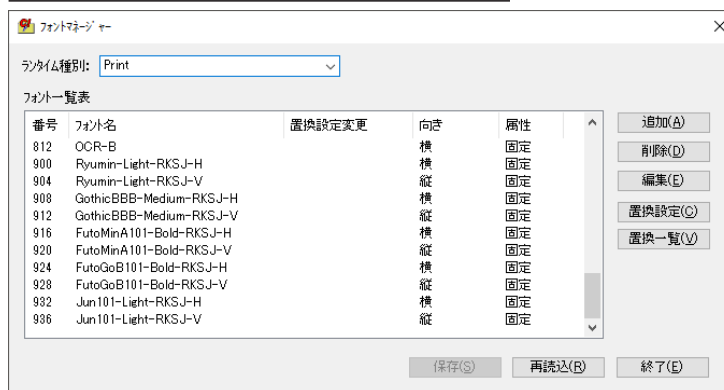 フォントマネージャー
ランタイム種別: Print
フォント一覧表
番号 フォント名 置換設定変更 向き 属性
812 OCR-B 横 固定
900 Ryumin-Light-RKSJ-H 横 固定
904 Ryumin-Light-RKSJ-V 縦 固定
908 GothicBBB-Medium-RKSJ-H 横 固定
912 GothicBBB-Medium-RKSJ-V 縦 固定
916 FutoMinA101-Bold-RKSJ-H 横 固定
920 FutoMinA101-Bold-RKSJ-V 縦 固定
924 FutoGoB101-Bold-RKSJ-H 横 固定
928 FutoGoB101-Bold-RKSJ-V 縦 固定
932 Jun101-Light-RKSJ-H 横 固定
936 Jun101-Light-RKSJ-V 縦 固定
追加(A)
削除(D)
編集(E)
置換設定(C)
置換一覧(V)
保存(S) 再読込(R) 終了(E)